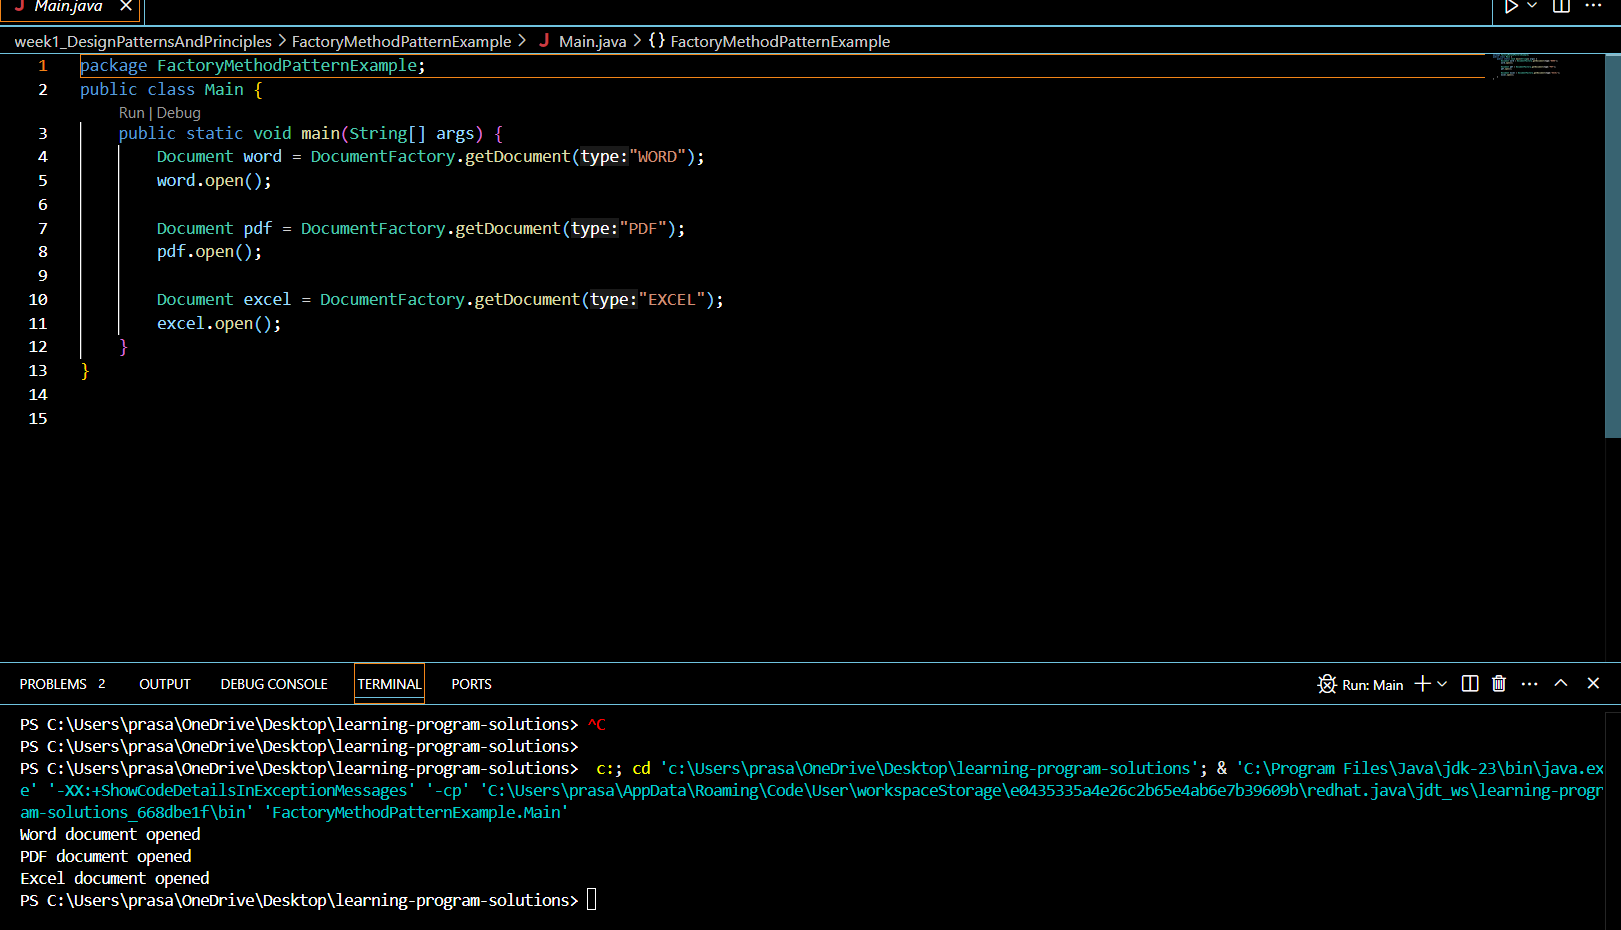 J Main.java ×
week1_DesignPatternsAndPrinciples > FactoryMethodPatternExample > J Main.java > {} FactoryMethodPatternExample
1 package FactoryMethodPatternExample;
2 public class Main {
Run | Debug
3 public static void main(String[] args) {
4 Document word = DocumentFactory.getDocument(type:"WORD");
5 word.open();
6
7 Document pdf = DocumentFactory.getDocument(type:"PDF");
8 pdf.open();
9
10 Document excel = DocumentFactory.getDocument(type:"EXCEL");
11 excel.open();
12 }
13 }
14
15
PROBLEMS 2 OUTPUT DEBUG CONSOLE TERMINAL PORTS Run: Main
PS C:\Users\prasa\OneDrive\Desktop\learning-program-solutions> ^C
PS C:\Users\prasa\OneDrive\Desktop\learning-program-solutions>
PS C:\Users\prasa\OneDrive\Desktop\learning-program-solutions>  c:; cd 'c:\Users\prasa\OneDrive\Desktop\learning-program-solutions'; & 'C:\Program Files\Java\jdk-23\bin\java.ex
e' '-XX:+ShowCodeDetailsInExceptionMessages' '-cp' 'C:\Users\prasa\AppData\Roaming\Code\User\workspaceStorage\e0435335a4e26c2b65e4ab6e7b39609b\redhat.java\jdt_ws\learning-progr
am-solutions_668dbe1f\bin' 'FactoryMethodPatternExample.Main'
Word document opened
PDF document opened
Excel document opened
PS C:\Users\prasa\OneDrive\Desktop\learning-program-solutions>